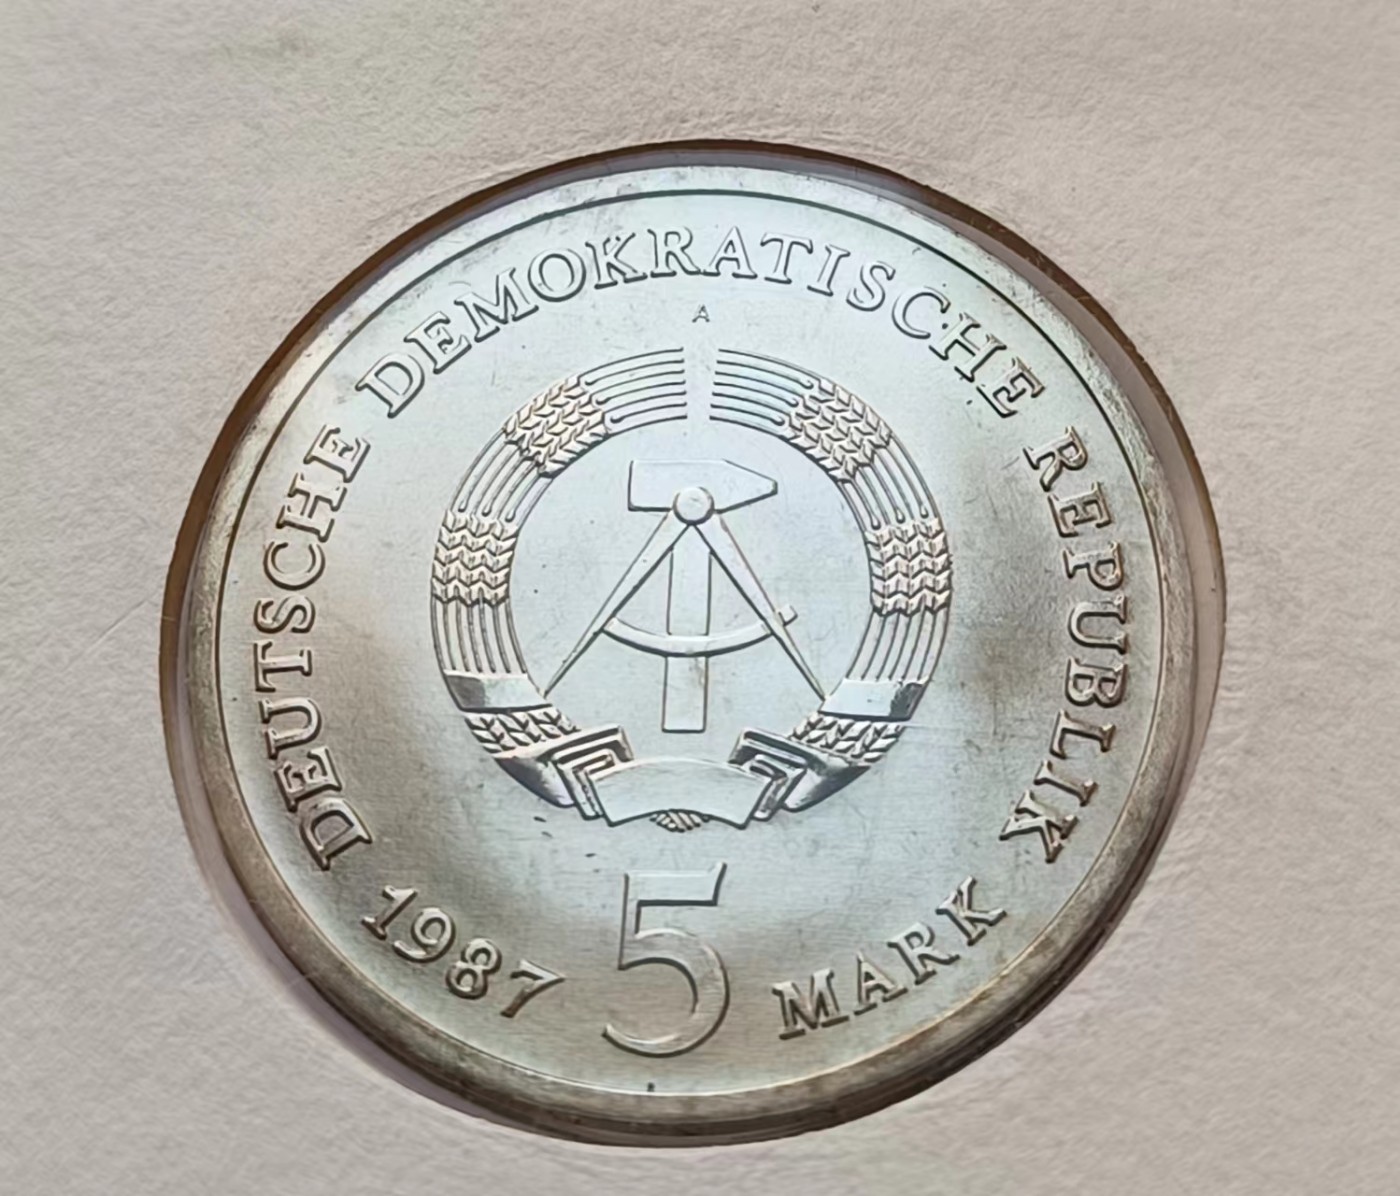 DEUTSCHE DEMOKRATISCHE REPUBLIK
A
1987 5 MARK